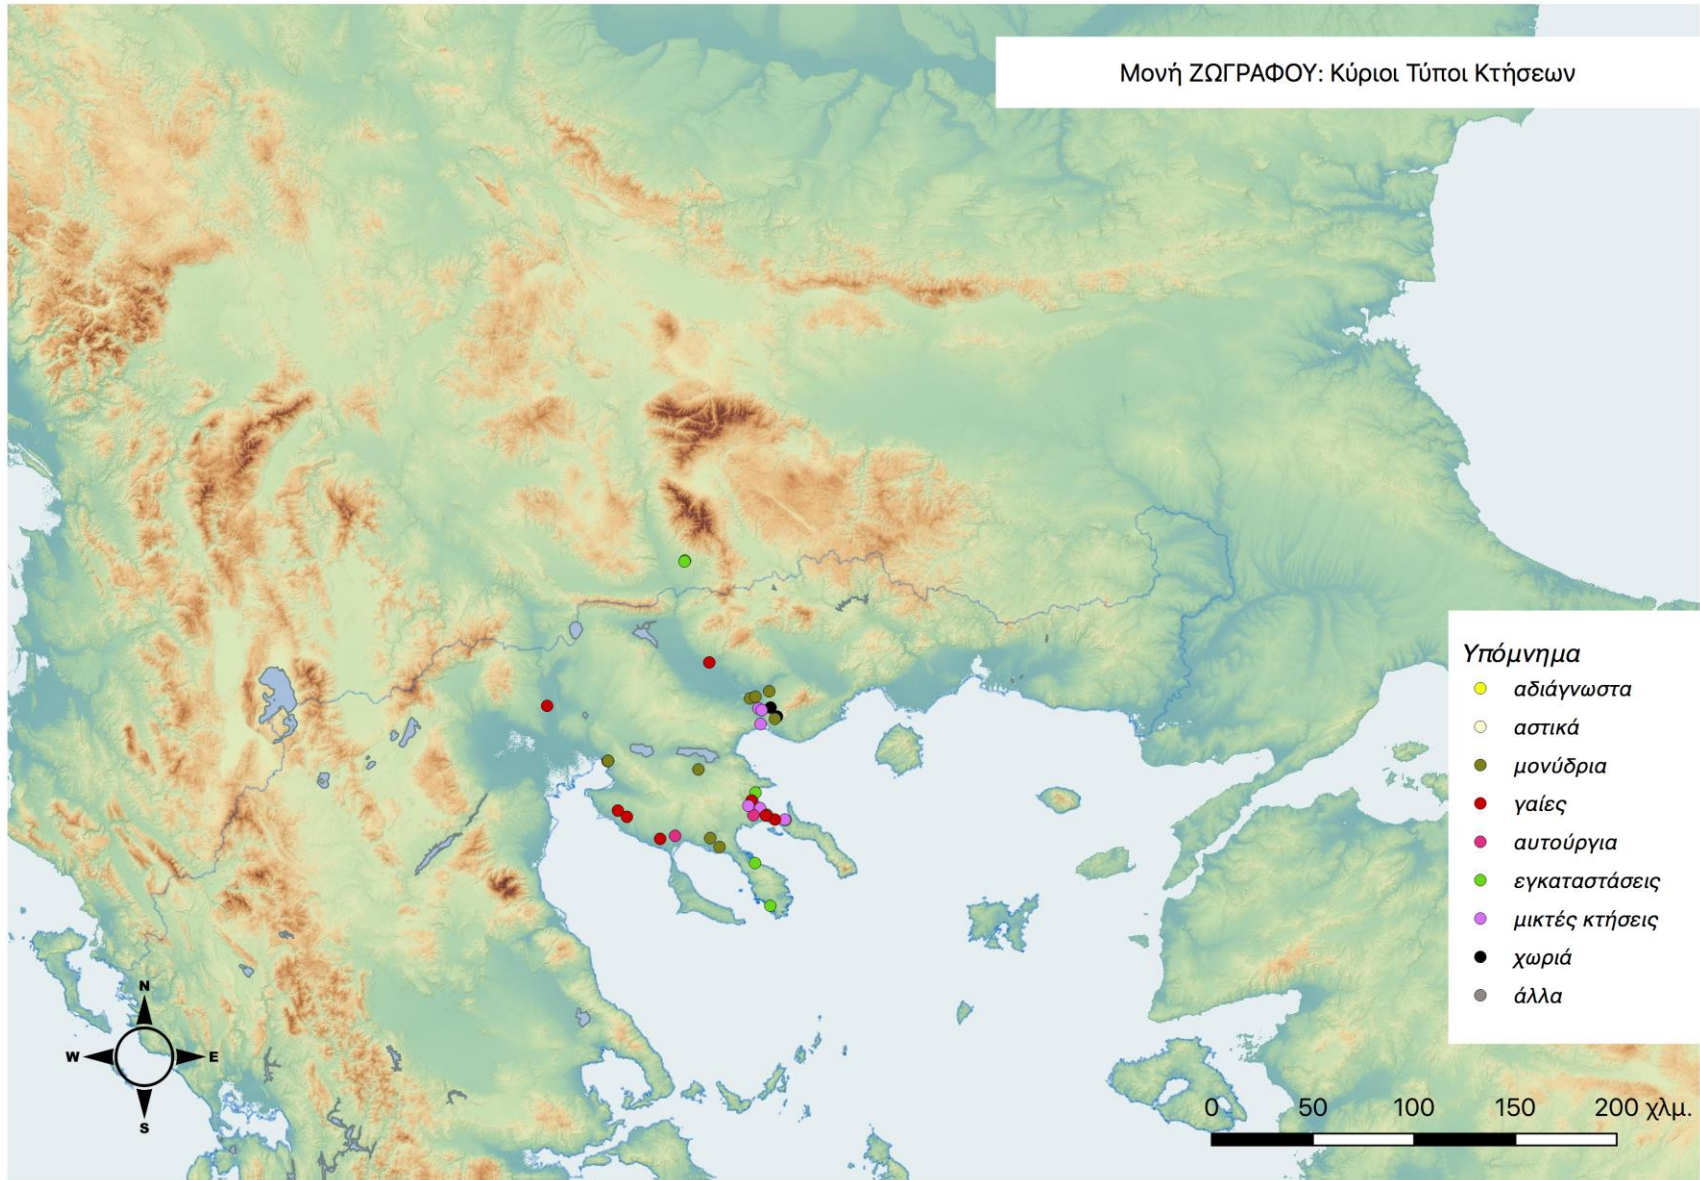 Μονή ΖΩΓΡΑΦΟΥ: Κύριοι Τύποι Κτήσεων
Υπόμνημα
αδιάγνωστα
αστικά
μονύδρια
γαίες
αυτούργια
εγκαταστάσεις
μικτές κτήσεις
χωριά
άλλα
N
W E
S
0 50 100 150 200 χλμ.